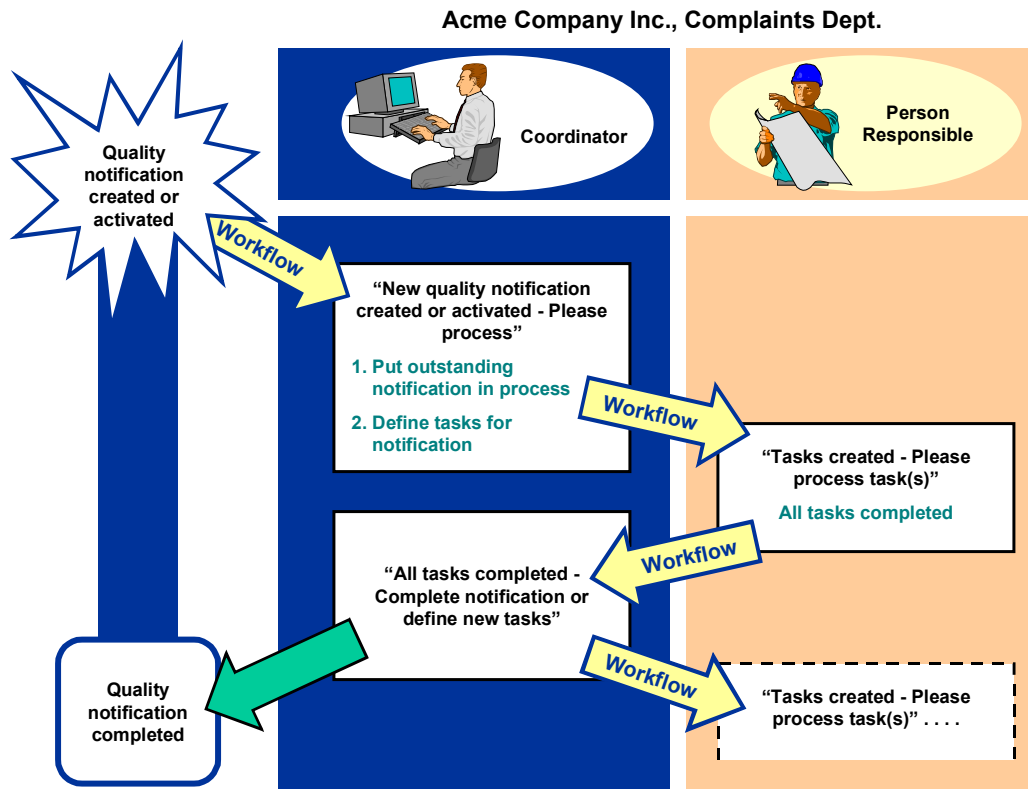 Acme Company Inc., Complaints Dept.
Coordinator
Person
Responsible
Quality
notification
created or
activated
Workflow
“New quality notification
created or activated - Please
process”
1. Put outstanding
notification in process
2. Define tasks for
notification
Workflow
“Tasks created - Please
process task(s)”
All tasks completed
Workflow
“All tasks completed -
Complete notification or
define new tasks”
Workflow
“Tasks created - Please
process task(s)” . . . .
Quality
notification
completed